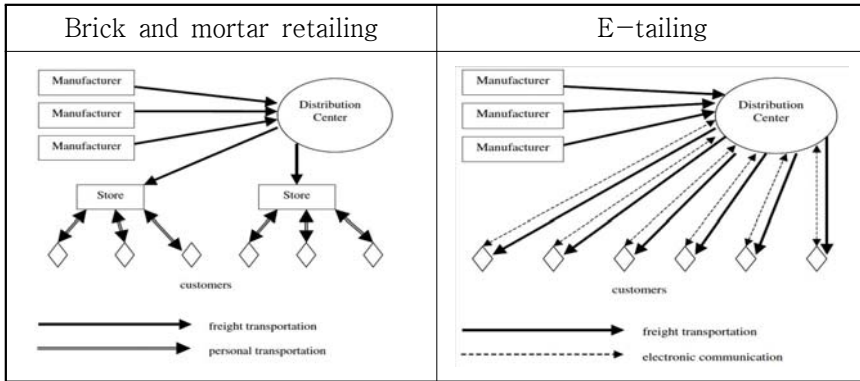 Brick and mortar retailing
E-tailing
Manufacturer
Manufacturer
Manufacturer
Distribution
Center
Store
Store
customers
freight transportation
personal transportation
Manufacturer
Manufacturer
Manufacturer
Distribution
Center
customers
freight transportation
electronic communication